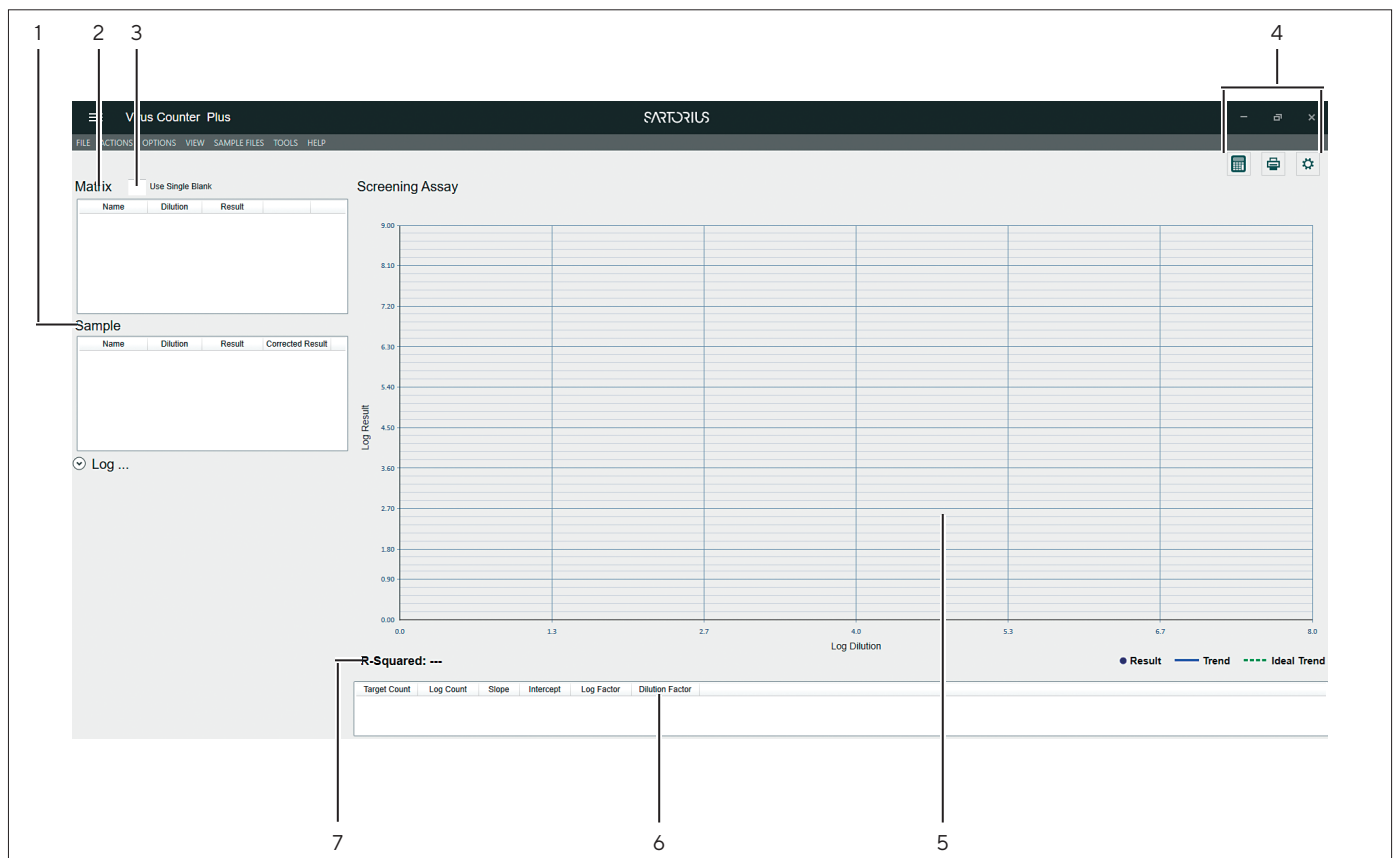 1 2 3 4
Virus Counter Plus SARTORIUS
FILE ACTIONS OPTIONS VIEW SAMPLE FILES TOOLS HELP
Matrix Use Single Blank
Name Dilution Result
Sample
Name Dilution Result Corrected Result
Log ...
Screening Assay
9.00
8.10
7.20
6.30
5.40
4.50
3.60
2.70
1.80
0.90
0.00
Log Result
0.0 1.3 2.7 4.0 5.3 6.7 8.0
Log Dilution
R-Squared: --- Result Trend Ideal Trend
Target Count Log Count Slope Intercept Log Factor Dilution Factor
7 6 5